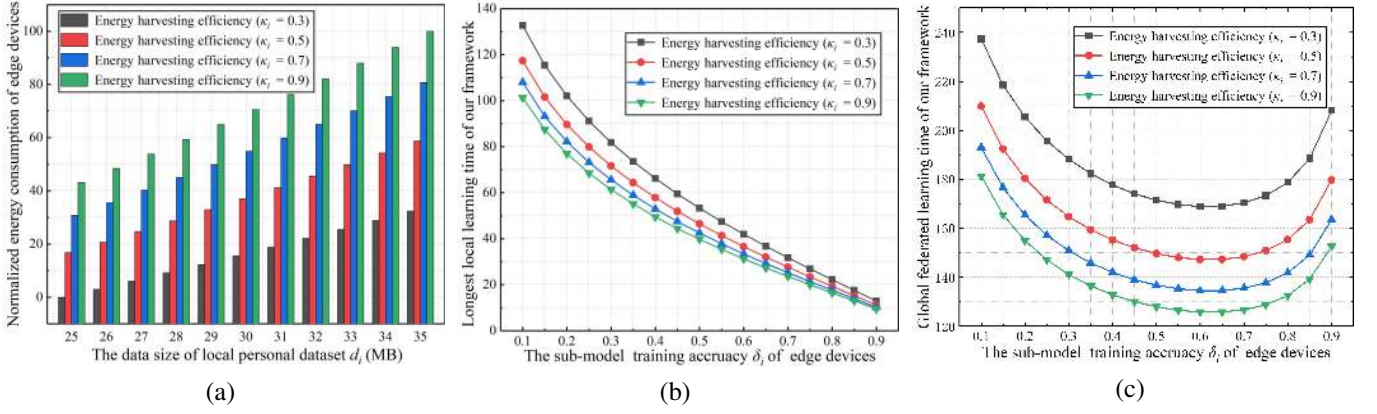 Normalized energy consumption of edge devices
Energy harvesting efficiency (κᵢ = 0.3)
Energy harvesting efficiency (κᵢ = 0.5)
Energy harvesting efficiency (κᵢ = 0.7)
Energy harvesting efficiency (κᵢ = 0.9)
100
80
60
40
20
0
25 26 27 28 29 30 31 32 33 34 35
The data size of local personal dataset dᵢ (MB)
(a)
Longest local learning time of our framework
Energy harvesting efficiency (κᵢ = 0.3)
Energy harvesting efficiency (κᵢ = 0.5)
Energy harvesting efficiency (κᵢ = 0.7)
Energy harvesting efficiency (κᵢ = 0.9)
140
120
100
80
60
40
20
0
0.1 0.2 0.3 0.4 0.5 0.6 0.7 0.8 0.9
The sub-model training accruacy δᵢ of edge devices
(b)
Global federated learning time of our framework
Energy harvesting efficiency (κᵢ = 0.3)
Energy harvesting efficiency (κᵢ = 0.5)
Energy harvesting efficiency (κᵢ = 0.7)
Energy harvesting efficiency (κᵢ = 0.9)
240
220
200
180
160
140
120
0.1 0.2 0.3 0.4 0.5 0.6 0.7 0.8 0.9
The sub-model training accruacy δᵢ of edge devices
(c)